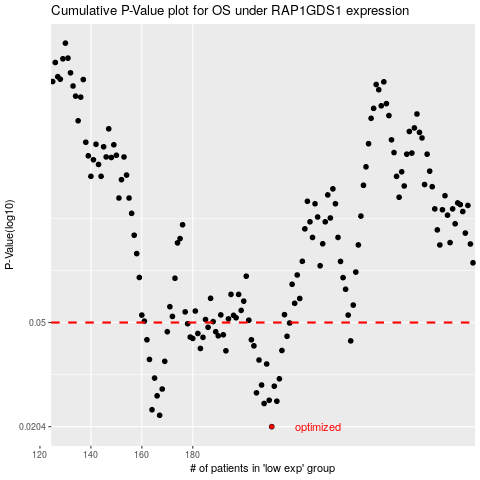 Cumulative P-Value plot for OS under RAP1GDS1 expression
P-Value(log10)
0.05
0.0204
optimized
120 140 160 180
# of patients in 'low exp' group